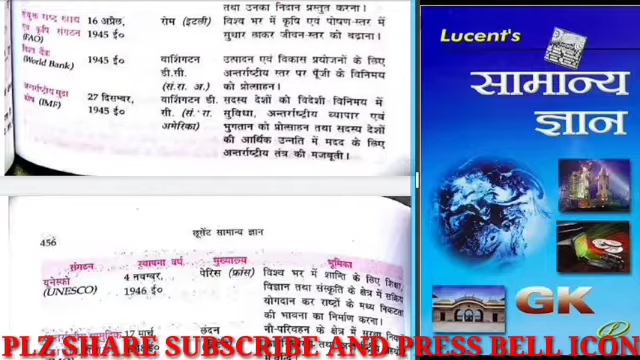 तथा उनका निदान प्रस्तुत करना।
संयुक्त राष्ट्र खाद्य 16 अप्रैल, रोम (इटली) विश्व भर में कृषि एवं पोषण-स्तर में
एवं कृषि संगठन 1945 ई० सुधार लाकर जीवन-स्तर को बढ़ाना।
(FAO)
विश्व बैंक 1945 ई० वाशिंगटन उत्पादन एवं विकास प्रयोजनों के लिए
(World Bank) डी.सी. अन्तर्राष्ट्रीय स्तर पर पूँजी के विनिमय
(सं.रा. अ.) को प्रोत्साहन।
अन्तर्राष्ट्रीय मुद्रा 27 दिसम्बर, वाशिंगटन डी. सदस्य देशों को विदेशी विनिमय में
कोष (IMF) 1945 ई० सी. (सं. रा. सुविधा, अन्तर्राष्ट्रीय व्यापार एवं
अमेरिका) भुगतान को प्रोत्साहन तथा सदस्य देशों
की आर्थिक उन्नति में मदद के लिए
अन्तर्राष्ट्रीय तंत्र की मजबूती।
456 लूसेंट सामान्य ज्ञान
संगठन स्थापना वर्ष मुख्यालय भूमिका
यूनेस्को 4 नवम्बर, पेरिस (फ्रांस) विश्व भर में शान्ति के लिए शिक्षा,
(UNESCO) 1946 ई० विज्ञान तथा संस्कृति के क्षेत्र में सक्रिय
योगदान कर राष्ट्रों के मध्य निकटता
की भावना का निर्माण करना।
17 मार्च, लंदन नौ-परिवहन के क्षेत्र में सुरक्षा
Lucent's
सामान्य
ज्ञान
GK
PLZ SHARE SUBSCRIBE AND PRESS BELL ICON